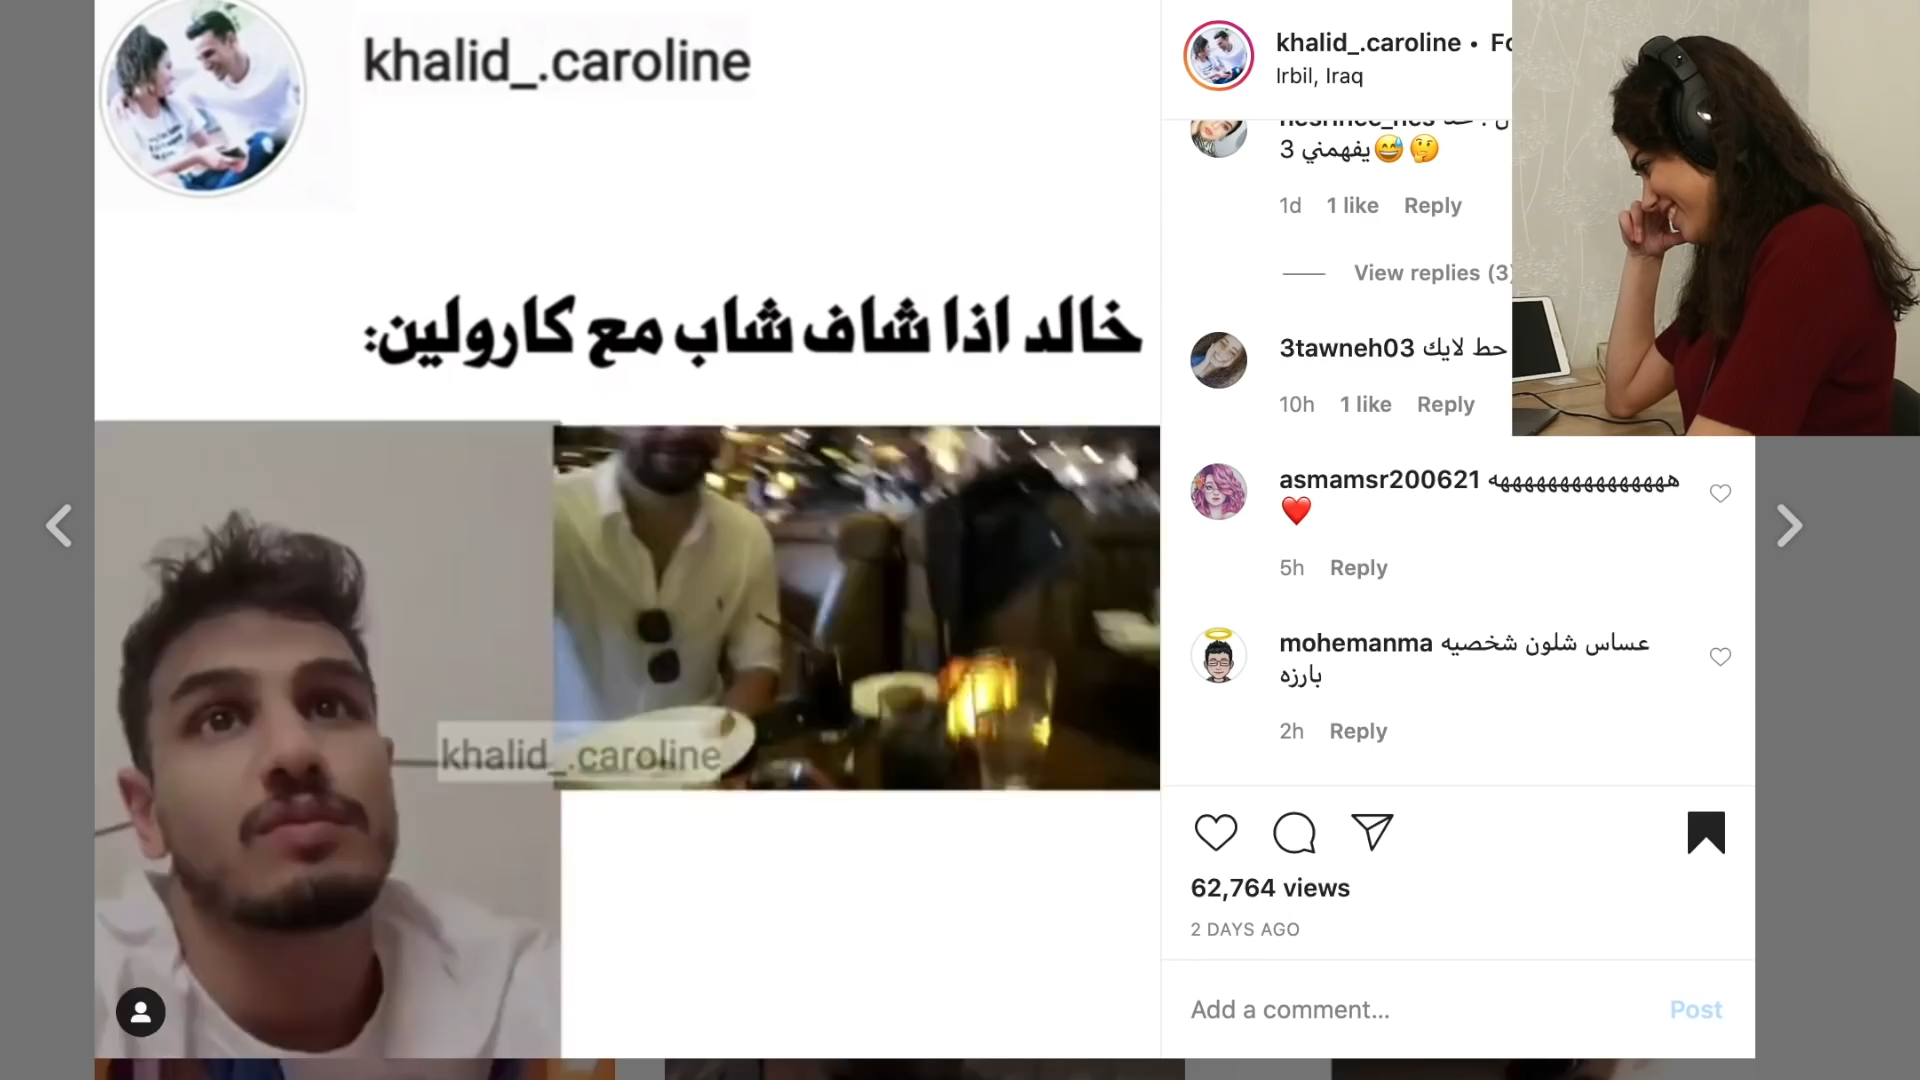 khalid_.caroline
خالد اذا شاف شاب مع كارولين:
khalid_.caroline
khalid_.caroline •
Irbil, Iraq
يفهمني 3😅🤔
1d 1 like Reply
View replies (3)
3tawneh03 حط لايك
10h 1 like Reply
asmamsr200621 ههههههههههههههههه
❤️
5h Reply
mohemanma عساس شلون شخصيه
بارزه
2h Reply
62,764 views
2 DAYS AGO
Add a comment...
Post